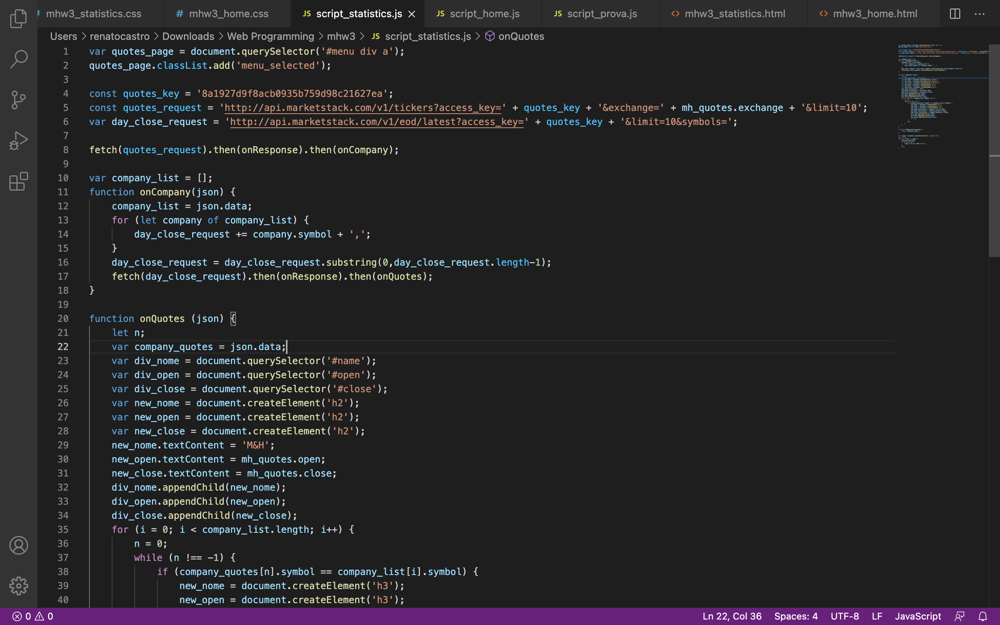 # mhw3_statistics.css # mhw3_home.css JS script_statistics.js JS script_home.js JS script_prova.js <> mhw3_statistics.html <> mhw3_home.html
Users > renatocastro > Downloads > Web Programming > mhw3 > JS script_statistics.js > onQuotes
1 var quotes_page = document.querySelector('#menu div a');
2 quotes_page.classList.add('menu_selected');
3
4 const quotes_key = '8a1927d9f8acb0935b759d98c21627ea';
5 const quotes_request = 'http://api.marketstack.com/v1/tickers?access_key=' + quotes_key + '&exchange=' + mh_quotes.exchange + '&limit=10';
6 var day_close_request = 'http://api.marketstack.com/v1/eod/latest?access_key=' + quotes_key + '&limit=10&symbols=';
7
8 fetch(quotes_request).then(onResponse).then(onCompany);
9
10 var company_list = [];
11 function onCompany(json) {
12     company_list = json.data;
13     for (let company of company_list) {
14         day_close_request += company.symbol + ',';
15     }
16     day_close_request = day_close_request.substring(0,day_close_request.length-1);
17     fetch(day_close_request).then(onResponse).then(onQuotes);
18 }
19
20 function onQuotes (json) {
21     let n;
22     var company_quotes = json.data;
23     var div_nome = document.querySelector('#name');
24     var div_open = document.querySelector('#open');
25     var div_close = document.querySelector('#close');
26     var new_nome = document.createElement('h2');
27     var new_open = document.createElement('h2');
28     var new_close = document.createElement('h2');
29     new_nome.textContent = 'M&H';
30     new_open.textContent = mh_quotes.open;
31     new_close.textContent = mh_quotes.close;
32     div_nome.appendChild(new_nome);
33     div_open.appendChild(new_open);
34     div_close.appendChild(new_close);
35     for (i = 0; i < company_list.length; i++) {
36         n = 0;
37         while (n !== -1) {
38             if (company_quotes[n].symbol == company_list[i].symbol) {
39                 new_nome = document.createElement('h3');
40                 new_open = document.createElement('h3');
0 0 Ln 22, Col 36 Spaces: 4 UTF-8 LF JavaScript